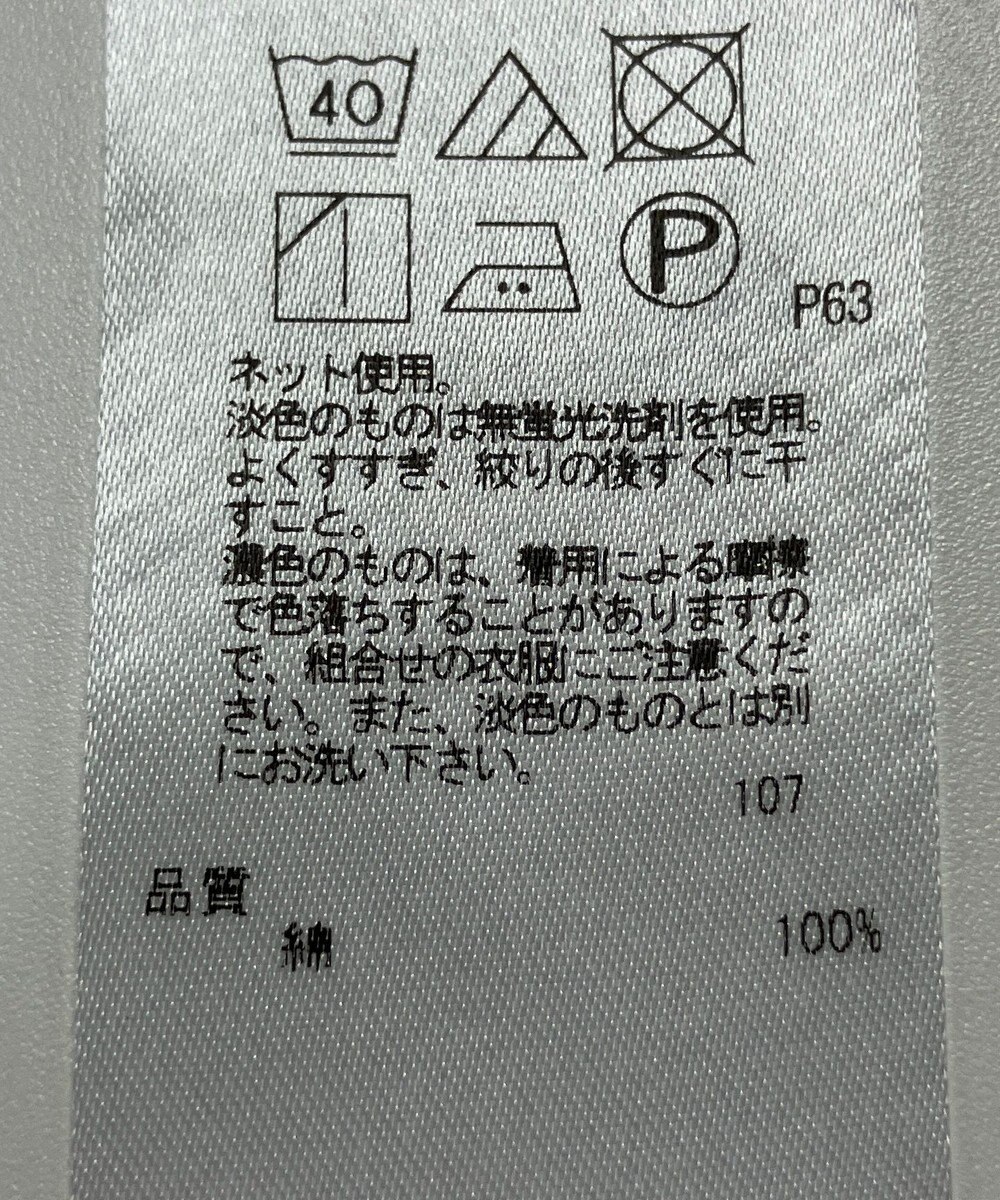 40
P
P63
ネット使用。
淡色のものは無蛍光洗剤を使用。
よくすすぎ、絞りの後すぐに干
すこと。
濃色のものは、着用による摩擦
で色落ちすることがありますの
で、組合せの衣服にご注意くだ
さい。また、淡色のものとは別
にお洗い下さい。
107
品質
綿 100%